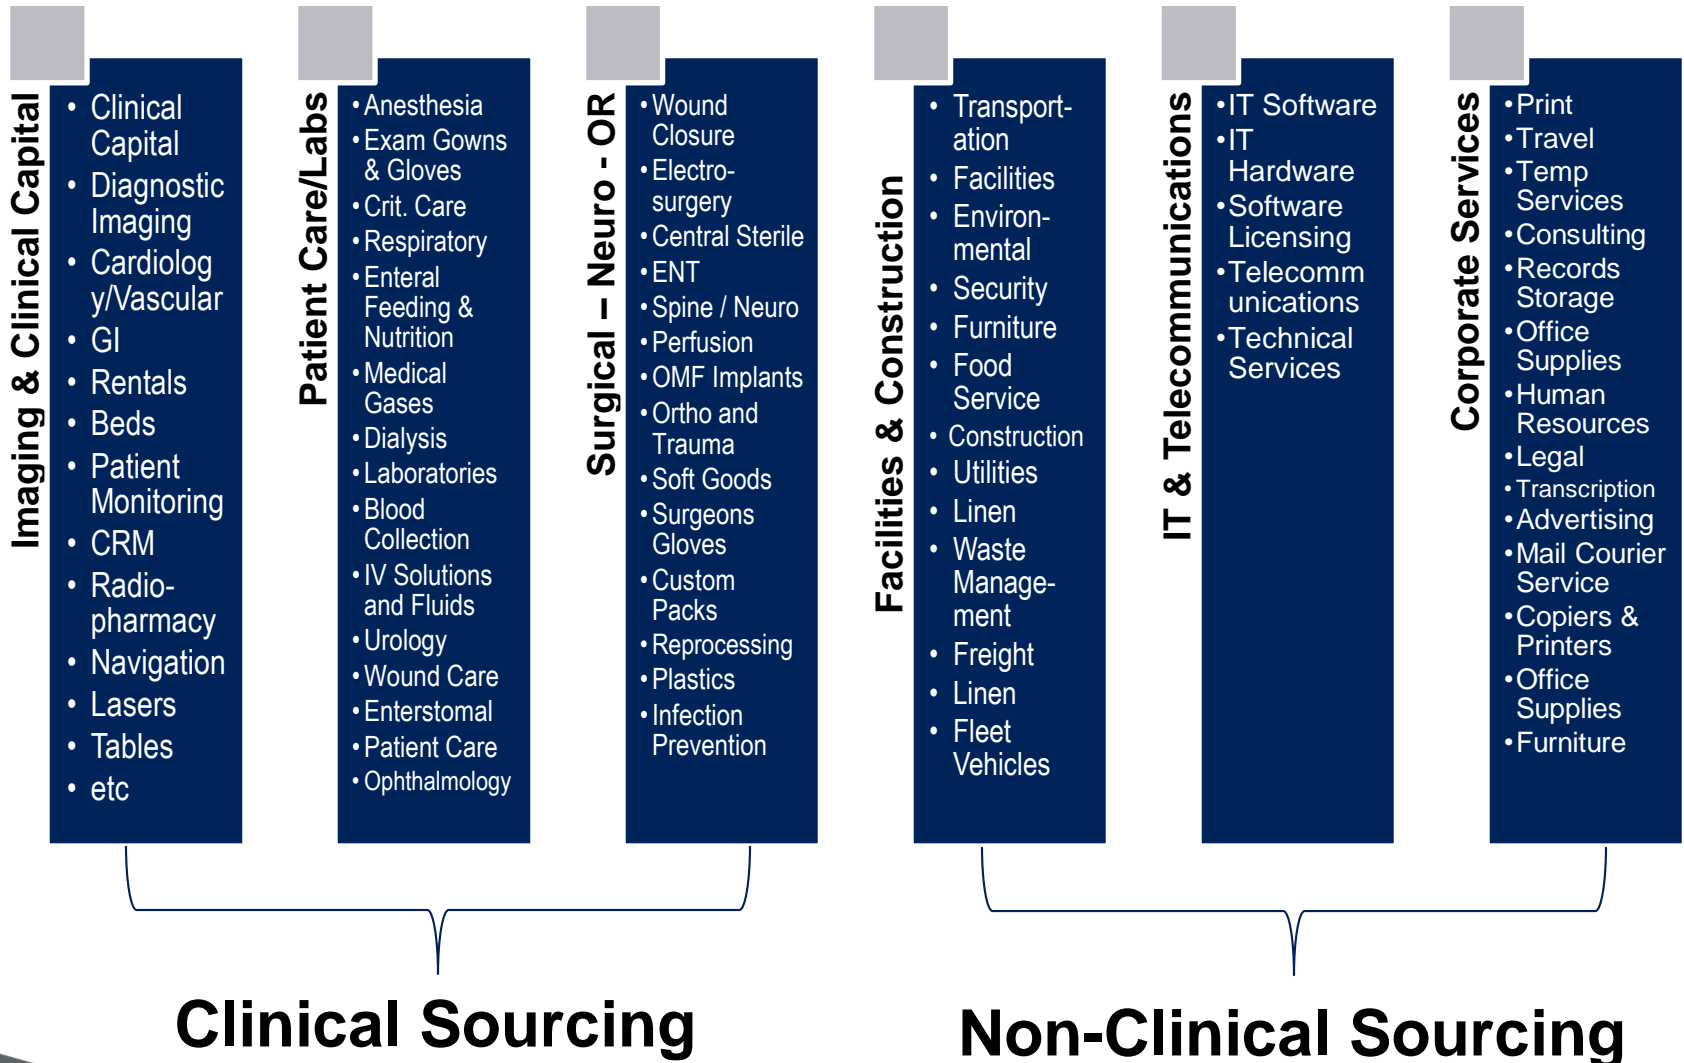 Imaging & Clinical Capital
• Clinical
Capital
• Diagnostic
Imaging
• Cardiolog
y/Vascular
• GI
• Rentals
• Beds
• Patient
Monitoring
• CRM
• Radio-
pharmacy
• Navigation
• Lasers
• Tables
• etc
Patient Care/Labs
• Anesthesia
• Exam Gowns
& Gloves
• Crit. Care
• Respiratory
• Enteral
Feeding &
Nutrition
• Medical
Gases
• Dialysis
• Laboratories
• Blood
Collection
• IV Solutions
and Fluids
• Urology
• Wound Care
• Enterstomal
• Patient Care
• Ophthalmology
Surgical – Neuro - OR
• Wound
Closure
• Electro-
surgery
• Central Sterile
• ENT
• Spine / Neuro
• Perfusion
• OMF Implants
• Ortho and
Trauma
• Soft Goods
• Surgeons
Gloves
• Custom
Packs
• Reprocessing
• Plastics
• Infection
Prevention
Facilities & Construction
• Transport-
ation
• Facilities
• Environ-
mental
• Security
• Furniture
• Food
Service
• Construction
• Utilities
• Linen
• Waste
Manage-
ment
• Freight
• Linen
• Fleet
Vehicles
IT & Telecommunications
• IT Software
• IT
Hardware
• Software
Licensing
• Telecomm
unications
• Technical
Services
Corporate Services
• Print
• Travel
• Temp
Services
• Consulting
• Records
Storage
• Office
Supplies
• Human
Resources
• Legal
• Transcription
• Advertising
• Mail Courier
Service
• Copiers &
Printers
• Office
Supplies
• Furniture
Clinical Sourcing
Non-Clinical Sourcing